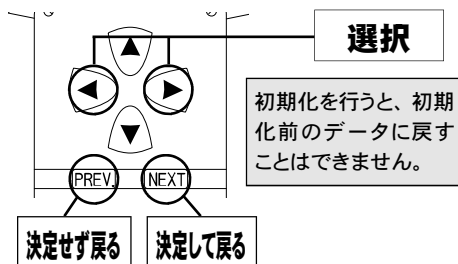 選択
初期化を行うと、初期
化前のデータに戻す
ことはできません。
PREV. NEXT
決定せず戻る 決定して戻る